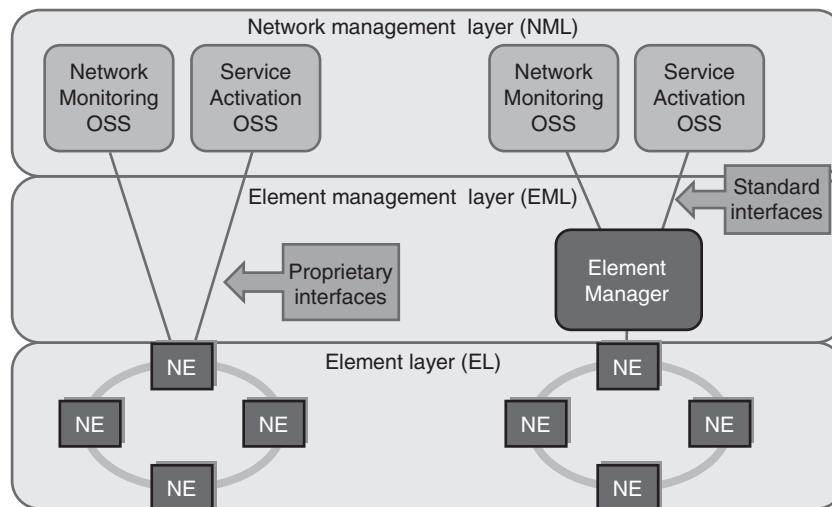 Network management layer (NML)
Network
Monitoring
OSS
Service
Activation
OSS
Network
Monitoring
OSS
Service
Activation
OSS
Element management layer (EML)
Standard
interfaces
Proprietary
interfaces
Element
Manager
Element layer (EL)
NE
NE
NE
NE
NE
NE
NE
NE